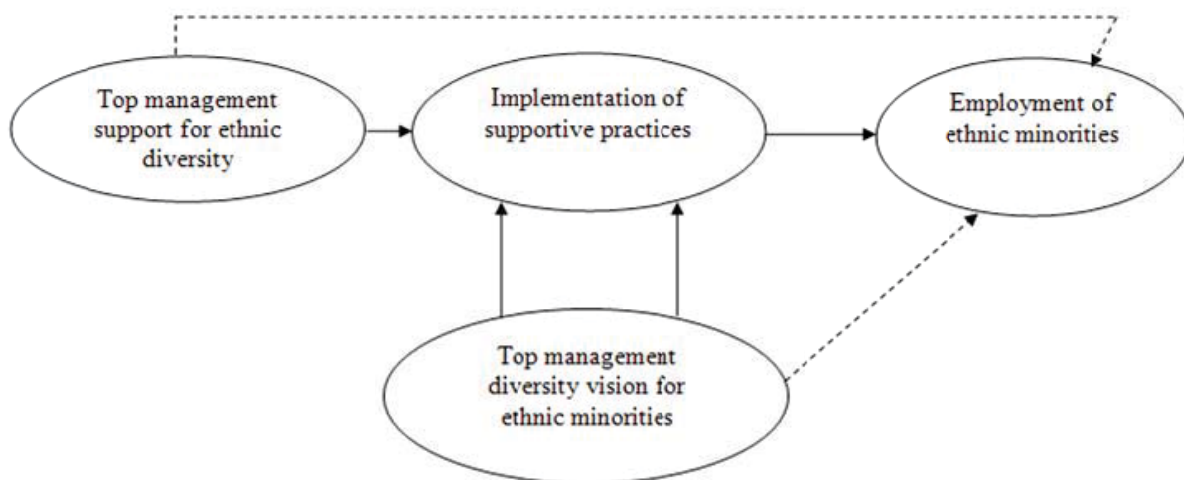 Top management
support for ethnic
diversity
Implementation of
supportive practices
Employment of
ethnic minorities
Top management
diversity vision for
ethnic minorities